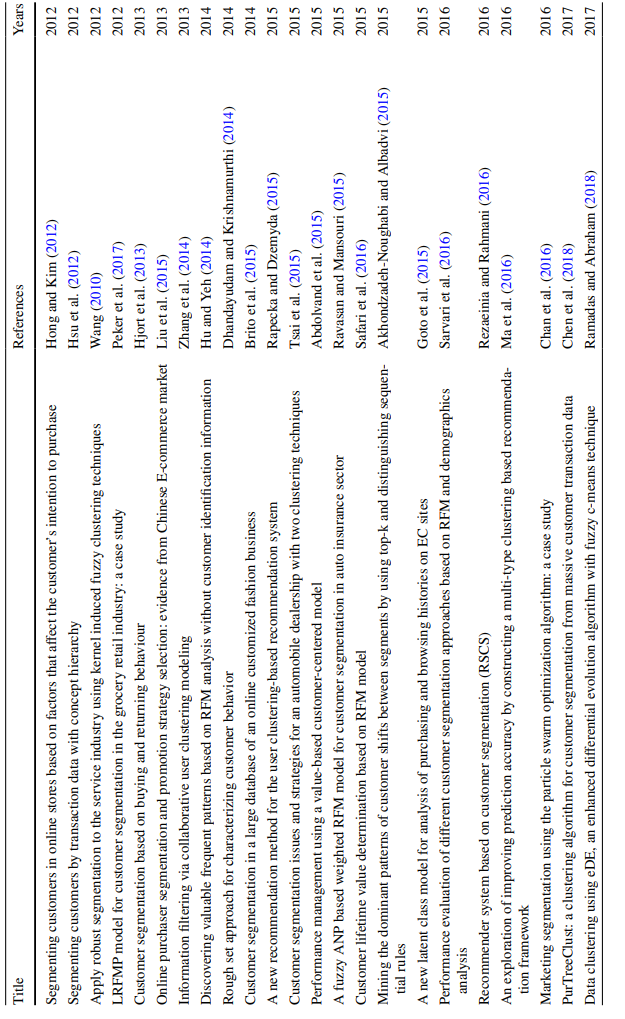 Title References Years
Segmenting customers in online stores based on factors that affect the customer's intention to purchase Hong and Kim (2012) 2012
Segmenting customers by transaction data with concept hierarchy Hsu et al. (2012) 2012
Apply robust segmentation to the service industry using kernel induced fuzzy clustering techniques Wang (2010) 2012
LRFMP model for customer segmentation in the grocery retail industry: a case study Peker et al. (2017) 2012
Customer segmentation based on buying and returning behaviour Hjort et al. (2013) 2013
Online purchaser segmentation and promotion strategy selection: evidence from Chinese E-commerce market Liu et al. (2015) 2013
Information filtering via collaborative user clustering modeling Zhang et al. (2014) 2013
Discovering valuable frequent patterns based on RFM analysis without customer identification information Hu and Yeh (2014) 2014
Rough set approach for characterizing customer behavior Dhandayudam and Krishnamurthi (2014) 2014
Customer segmentation in a large database of an online customized fashion business Brito et al. (2015) 2014
A new recommendation method for the user clustering-based recommendation system Rapecka and Dzemyda (2015) 2015
Customer segmentation issues and strategies for an automobile dealership with two clustering techniques Tsai et al. (2015) 2015
Performance management using a value-based customer-centered model Abdolvand et al. (2015) 2015
A fuzzy ANP based weighted RFM model for customer segmentation in auto insurance sector Ravasan and Mansouri (2015) 2015
Customer lifetime value determination based on RFM model Safari et al. (2016) 2015
Mining the dominant patterns of customer shifts between segments by using top-k and distinguishing sequen- Akhondzadeh-Noughabi and Albadvi (2015) 2015
tial rules
A new latent class model for analysis of purchasing and browsing histories on EC sites Goto et al. (2015) 2015
Performance evaluation of different customer segmentation approaches based on RFM and demographics Sarvari et al. (2016) 2016
analysis
Recommender system based on customer segmentation (RSCS) Rezaeinia and Rahmani (2016) 2016
An exploration of improving prediction accuracy by constructing a multi-type clustering based recommenda- Ma et al. (2016) 2016
tion framework
Marketing segmentation using the particle swarm optimization algorithm: a case study Chan et al. (2016) 2016
PurTreeClust: a clustering algorithm for customer segmentation from massive customer transaction data Chen et al. (2018) 2017
Data clustering using eDE, an enhanced differential evolution algorithm with fuzzy c-means technique Ramadas and Abraham (2018) 2017